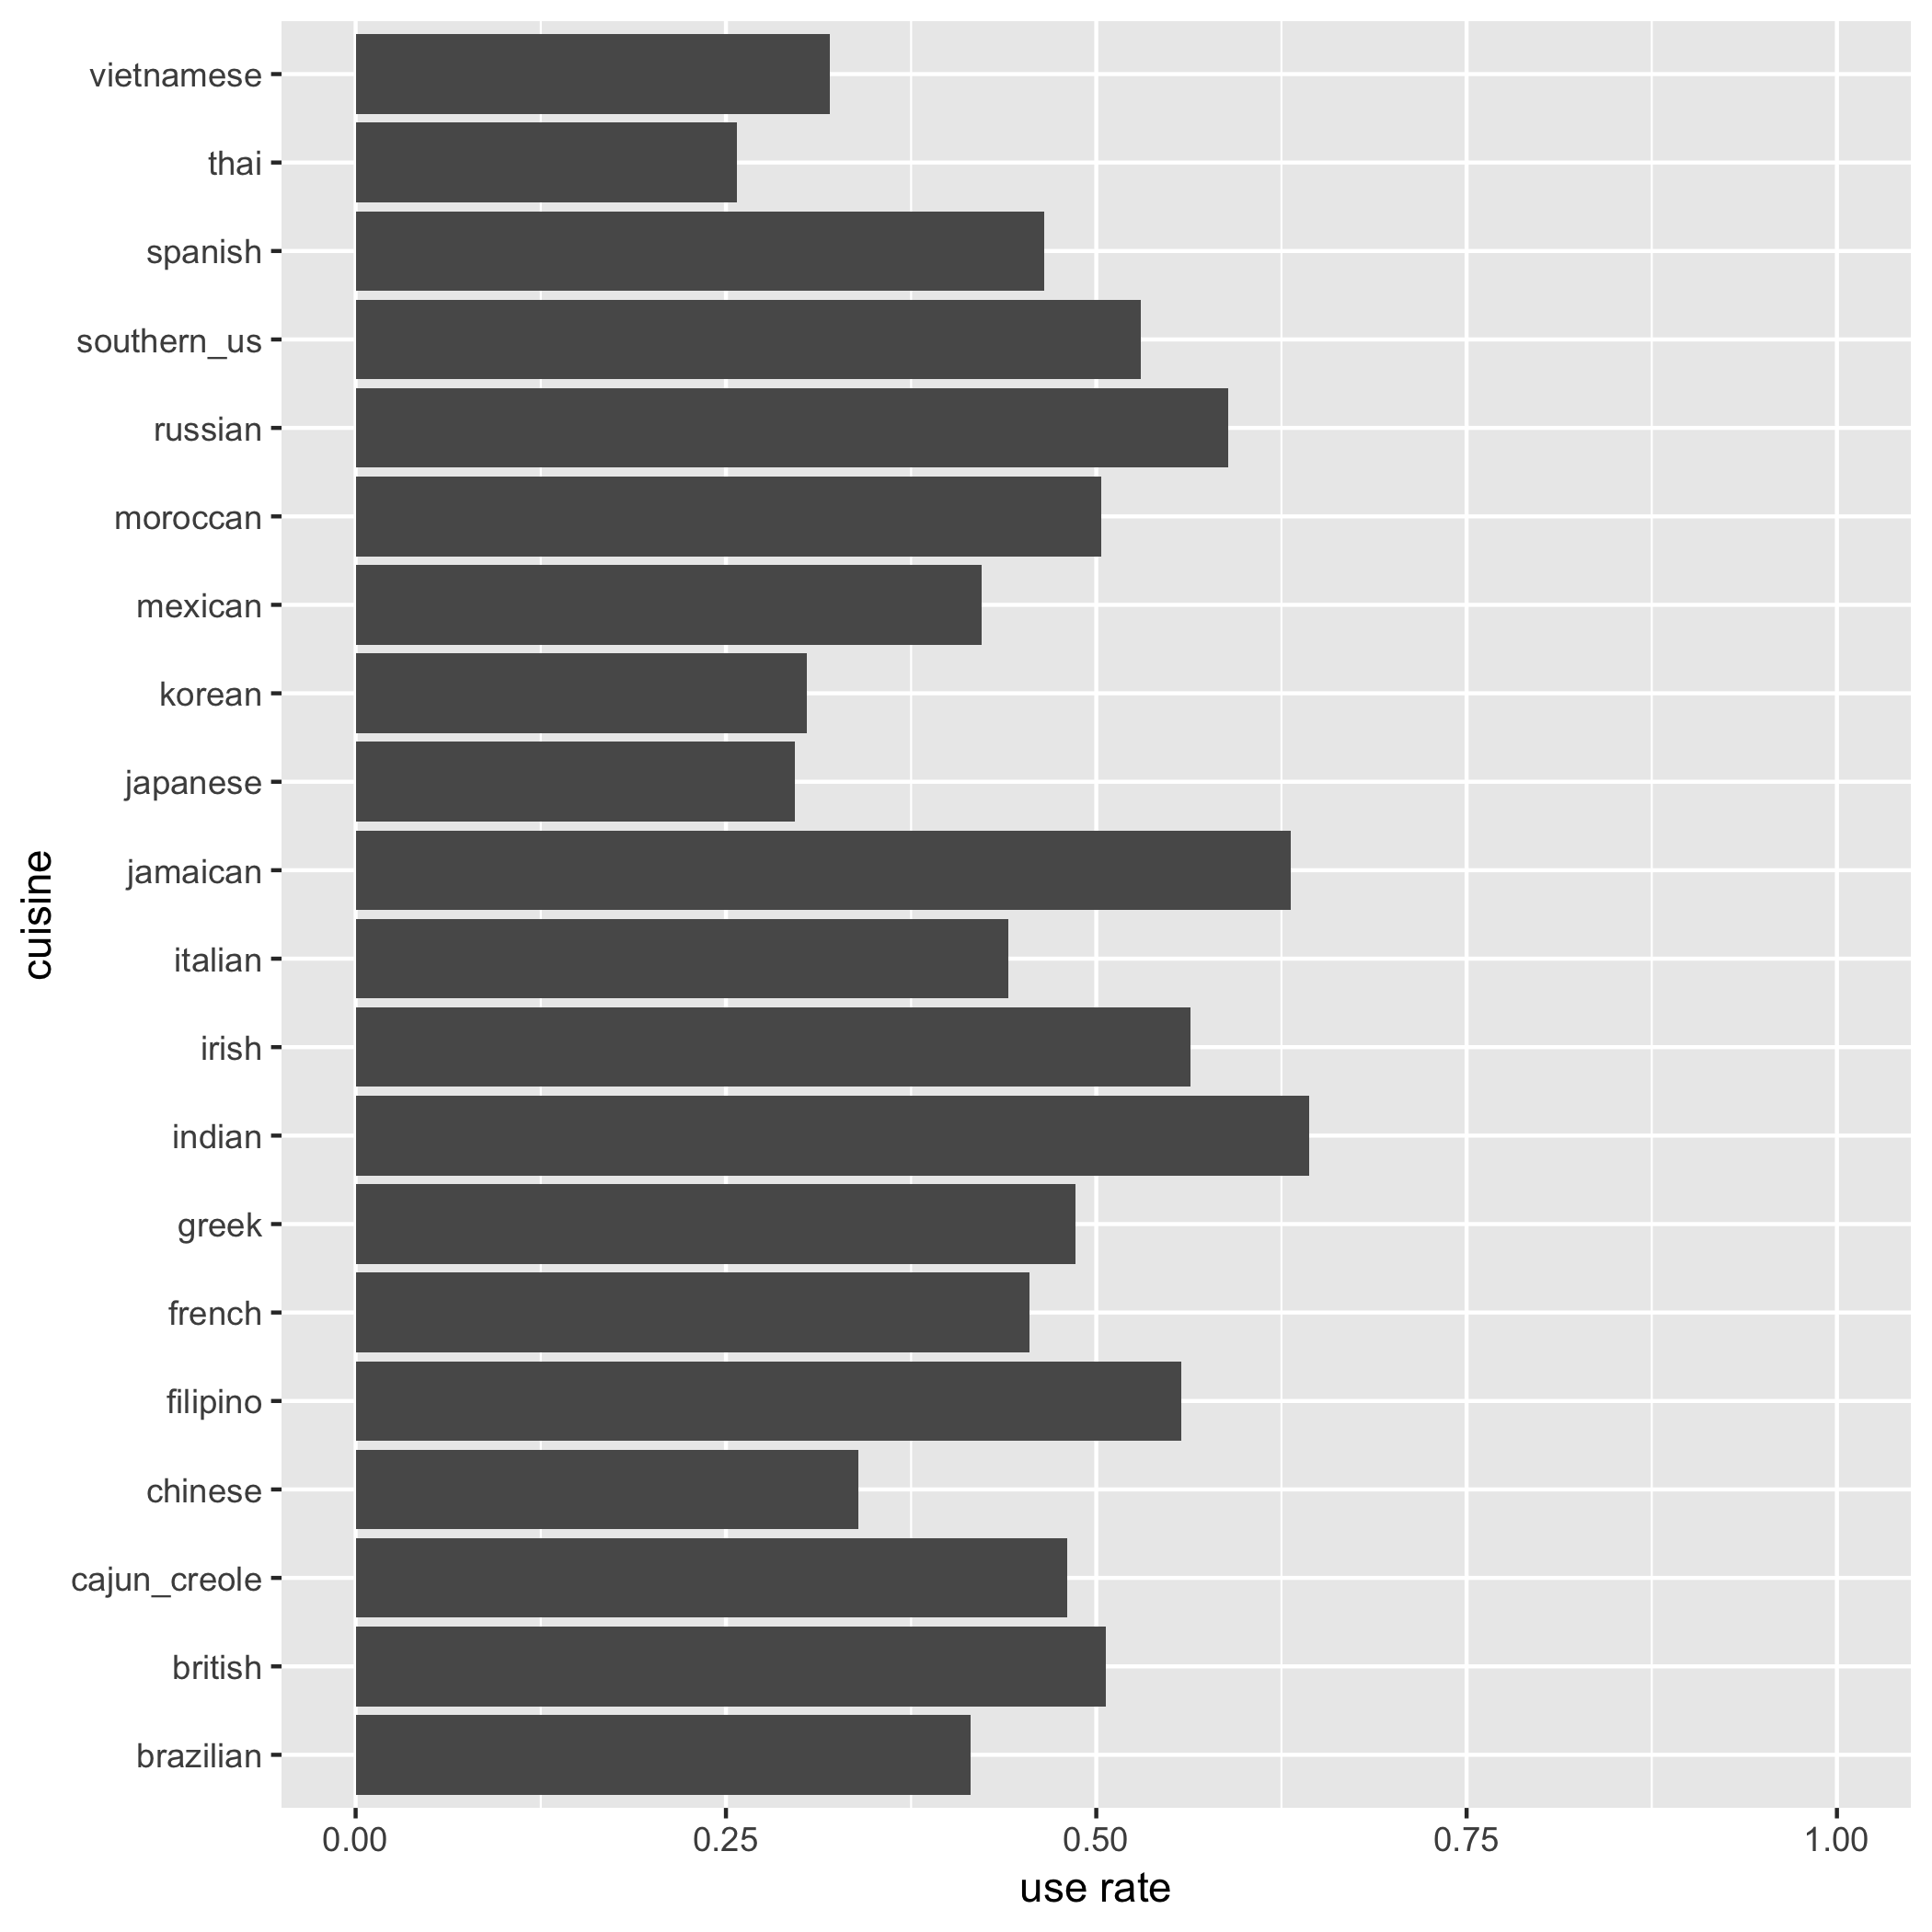 vietnamese
thai
spanish
southern_us
russian
moroccan
mexican
korean
japanese
jamaican
italian
irish
indian
greek
french
filipino
chinese
cajun_creole
british
brazilian
cuisine
0.00 0.25 0.50 0.75 1.00
use rate